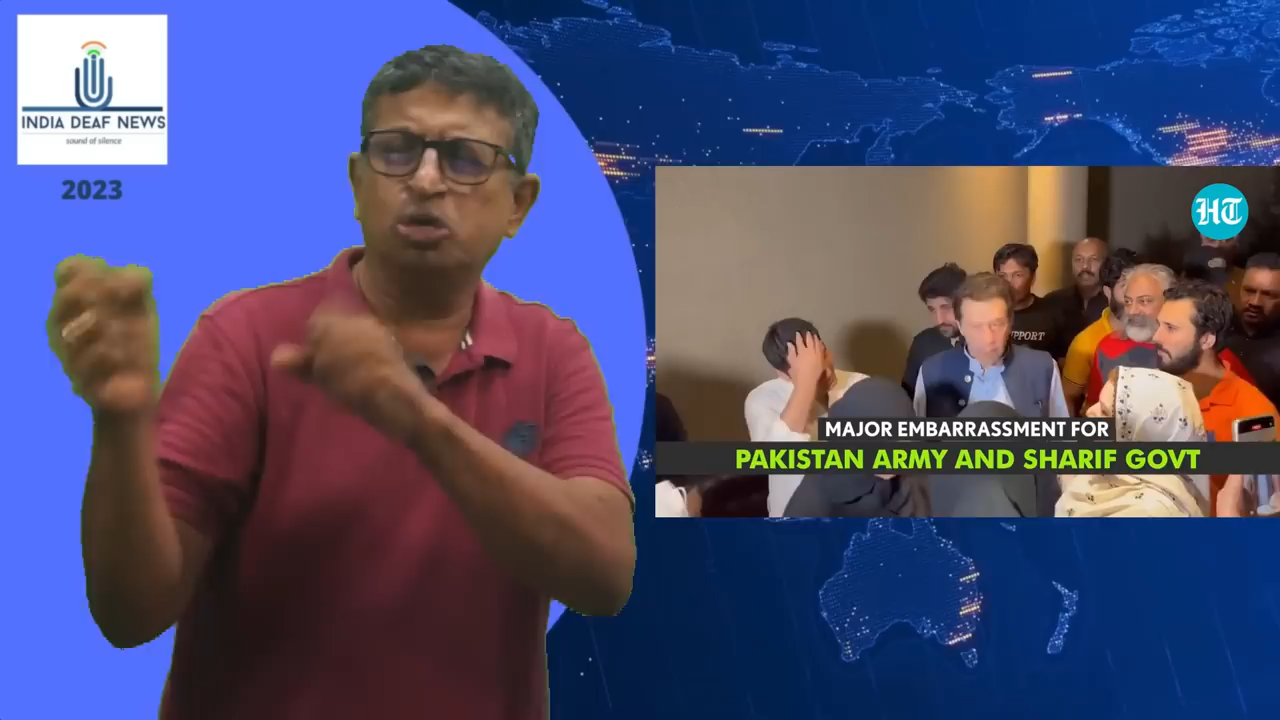 INDIA DEAF NEWS
sound of silence
2023
HT
PPORT
MAJOR EMBARRASSMENT FOR
PAKISTAN ARMY AND SHARIF GOVT